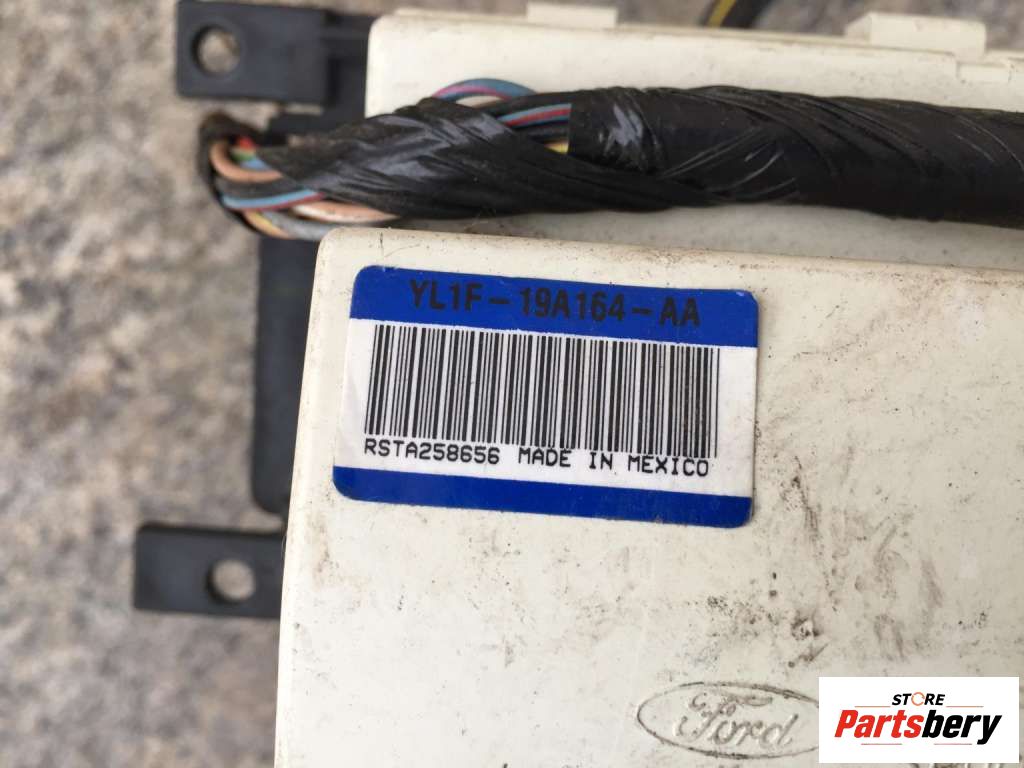 YL1F-19A164-AA
RSTA258656 MADE IN MEXICO
Ford
STORE
Partsbery